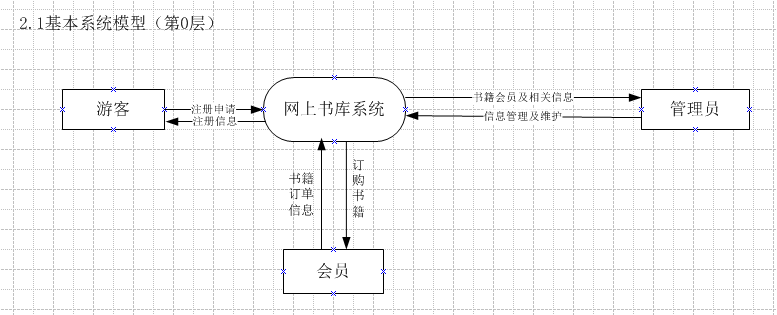 2.1基本系统模型（第0层）
游客
注册申请
注册信息
网上书库系统
书籍会员及相关信息
信息管理及维护
管理员
书籍
订单
信息
订
购
书
籍
会员